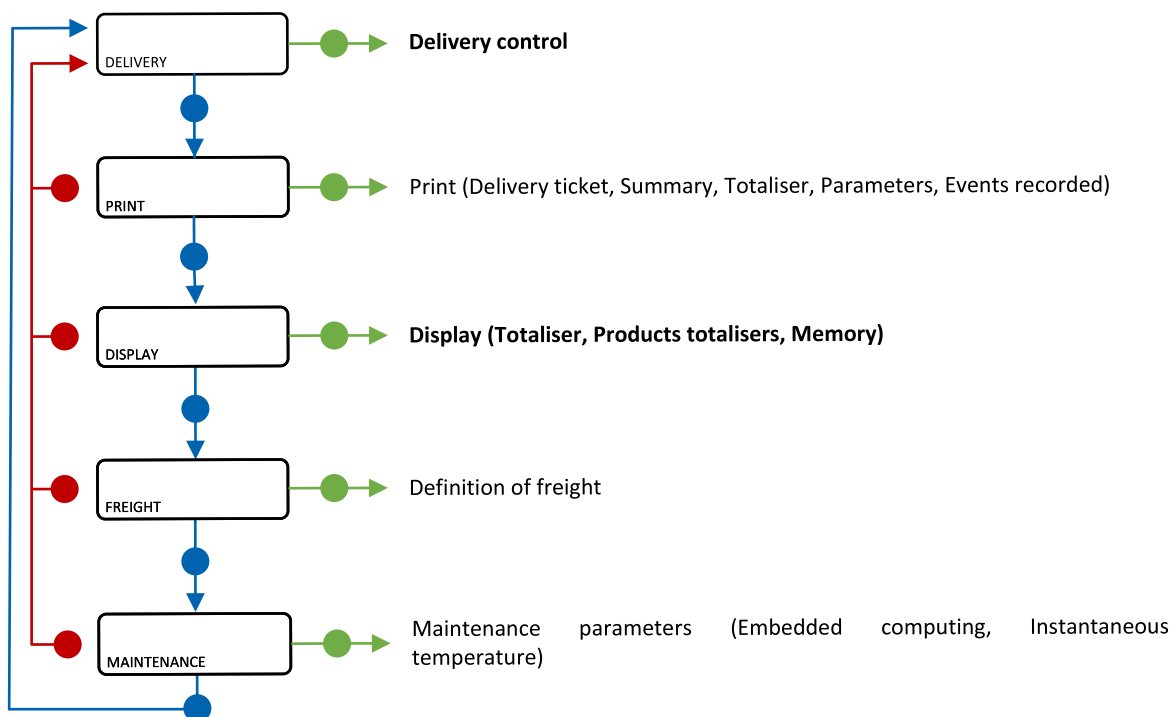 DELIVERY
Delivery control
PRINT
Print (Delivery ticket, Summary, Totaliser, Parameters, Events recorded)
DISPLAY
Display (Totaliser, Products totalisers, Memory)
FREIGHT
Definition of freight
MAINTENANCE
Maintenance parameters (Embedded computing, Instantaneous
temperature)